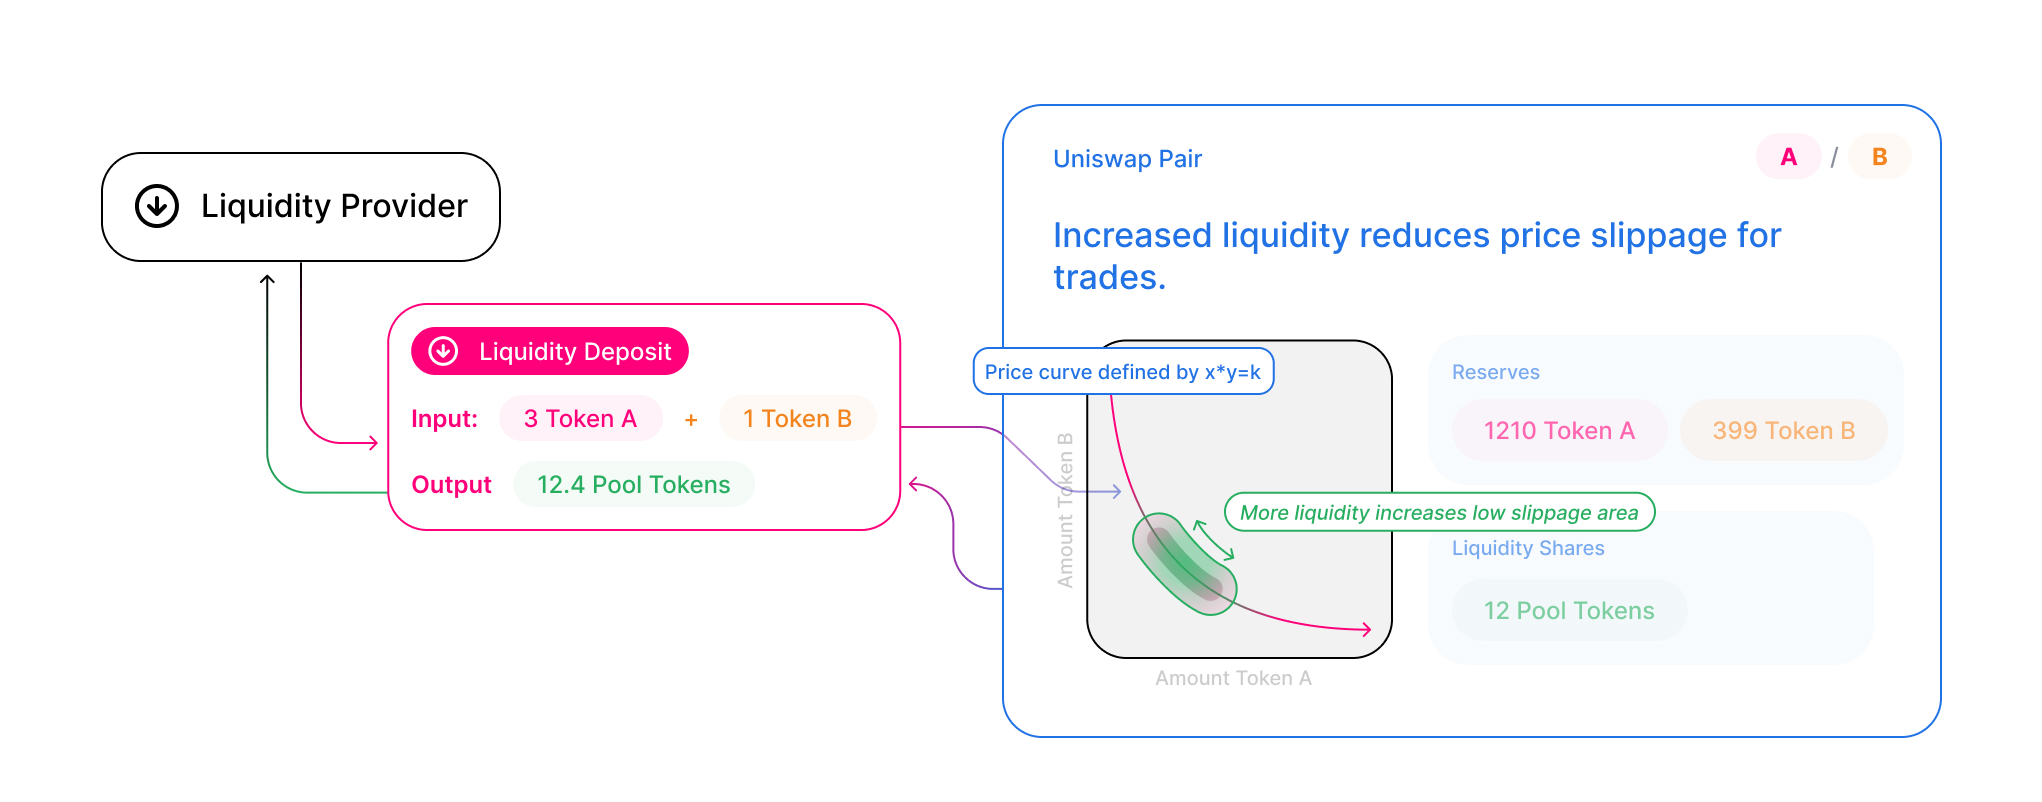 Liquidity Provider
Liquidity Deposit
Input: 3 Token A + 1 Token B
Output 12.4 Pool Tokens
Uniswap Pair
A / B
Increased liquidity reduces price slippage for
trades.
Price curve defined by x*y=k
Amount Token B
Amount Token A
More liquidity increases low slippage area
Reserves
1210 Token A 399 Token B
Liquidity Shares
12 Pool Tokens